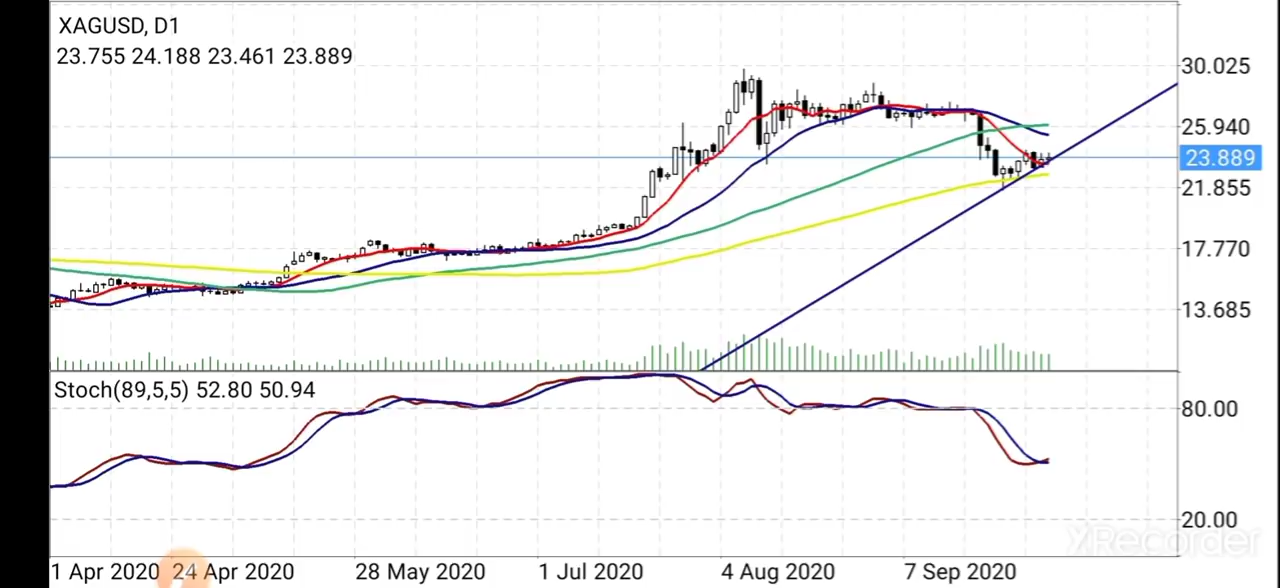 XAGUSD, D1
23.755 24.188 23.461 23.889
30.025
25.940
23.889
21.855
17.770
13.685
Stoch(89,5,5) 52.80 50.94
80.00
20.00
XRecorder
1 Apr 2020 24 Apr 2020 28 May 2020 1 Jul 2020 4 Aug 2020 7 Sep 2020